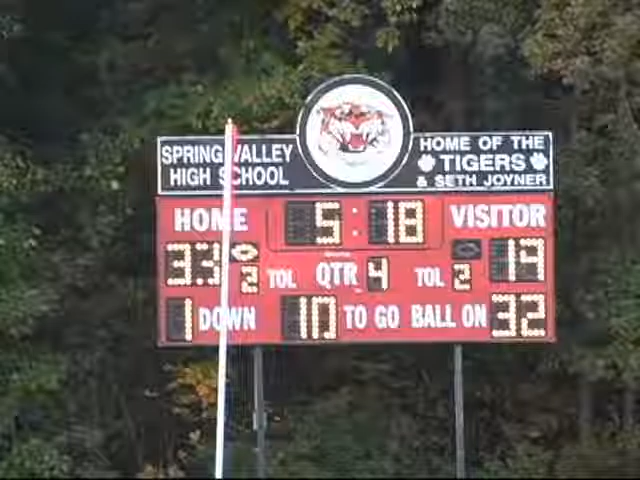 SPRING VALLEY
HIGH SCHOOL
HOME OF THE
TIGERS
& SETH JOYNER
HOME 5:18 VISITOR
33 2 TOL QTR 4 TOL 2 19
1 DOWN 10 TO GO BALL ON 32